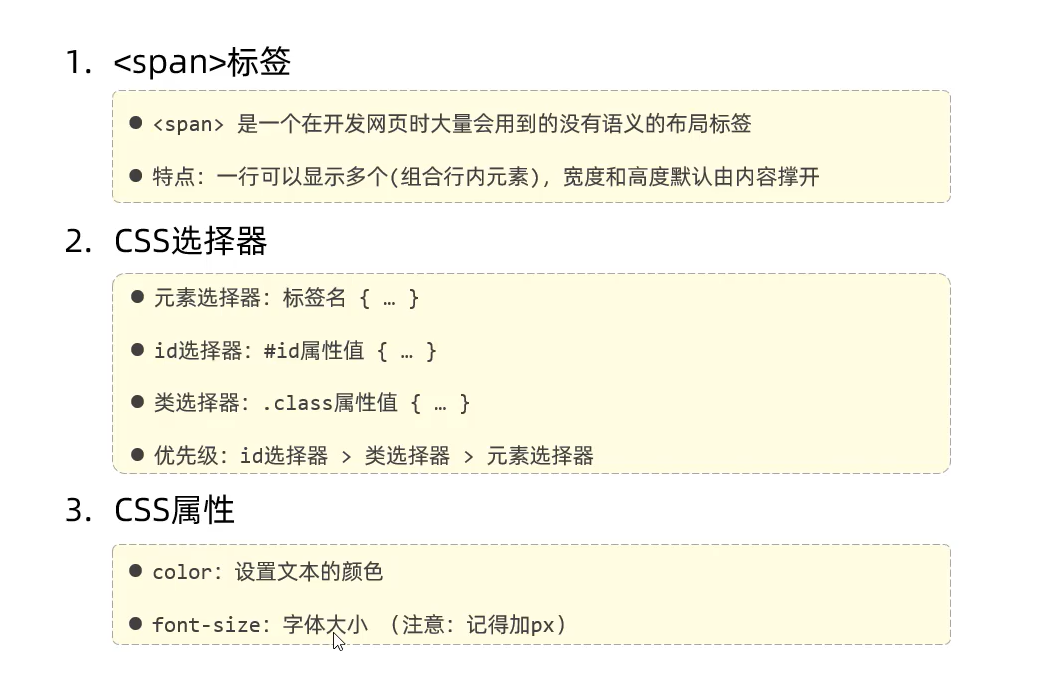 1. <span>标签
● <span> 是一个在开发网页时大量会用到的没有语义的布局标签
● 特点：一行可以显示多个(组合行内元素)，宽度和高度默认由内容撑开
2. CSS选择器
● 元素选择器：标签名 { … }
● id选择器：#id属性值 { … }
● 类选择器：.class属性值 { … }
● 优先级：id选择器 > 类选择器 > 元素选择器
3. CSS属性
● color：设置文本的颜色
● font-size：字体大小 （注意：记得加px）